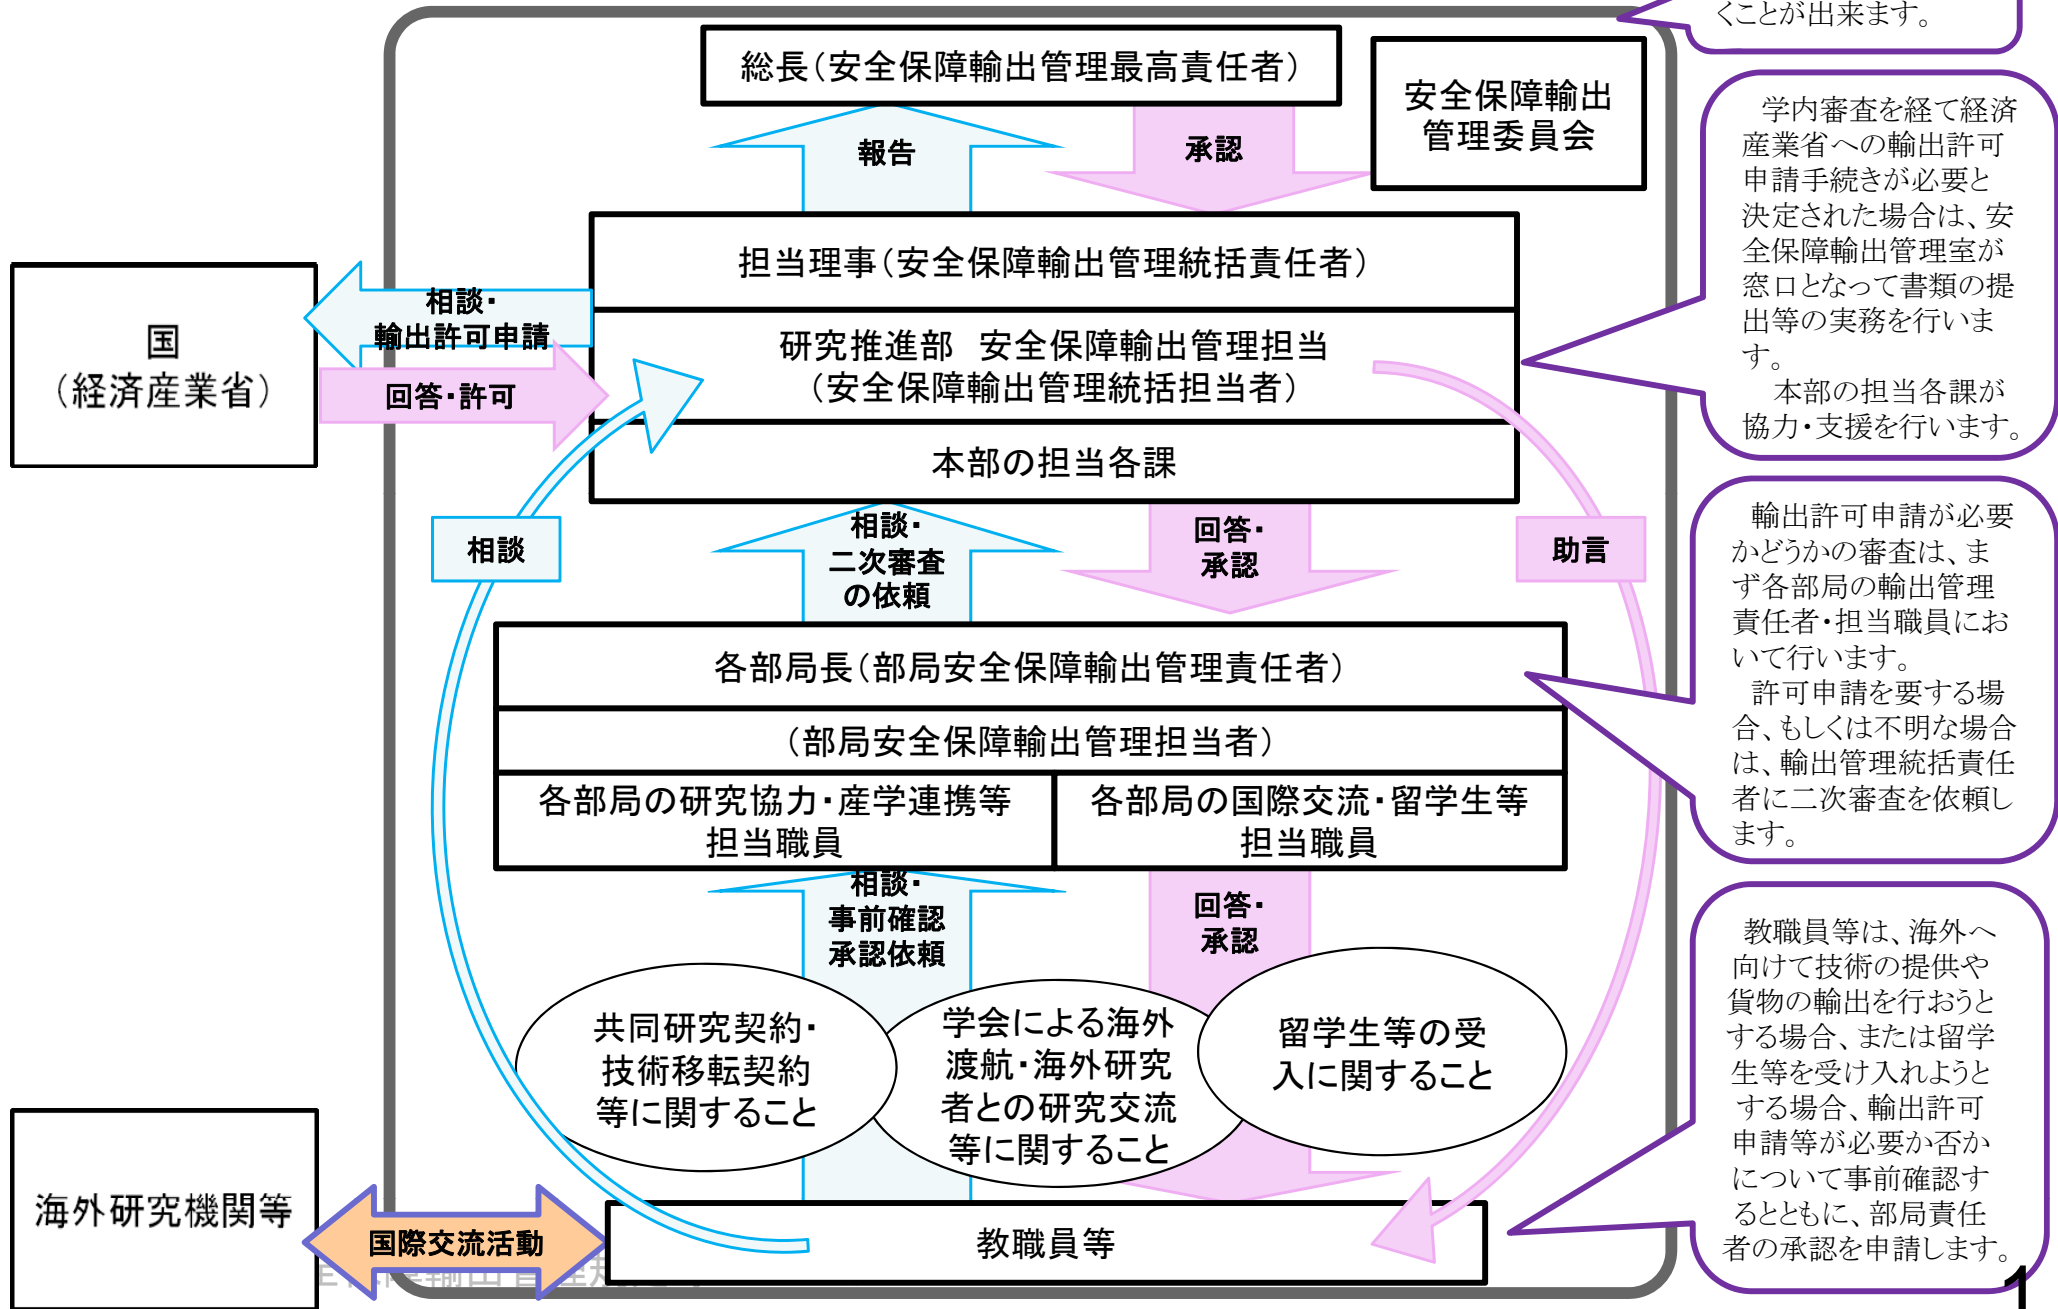 くことが出来ます。
総長(安全保障輸出管理最高責任者)
安全保障輸出
管理委員会
報告
承認
学内審査を経て経済
産業省への輸出許可
申請手続きが必要と
決定された場合は、安
全保障輸出管理室が
窓口となって書類の提
出等の実務を行いま
す。
本部の担当各課が
協力・支援を行います。
担当理事(安全保障輸出管理統括責任者)
国
(経済産業省)
相談・
輸出許可申請
回答・許可
研究推進部 安全保障輸出管理担当
(安全保障輸出管理統括担当者)
本部の担当各課
相談
相談・
二次審査
の依頼
回答・
承認
助言
輸出許可申請が必要
かどうかの審査は、ま
ず各部局の輸出管理
責任者・担当職員にお
いて行います。
許可申請を要する場
合、もしくは不明な場合
は、輸出管理統括責任
者に二次審査を依頼し
ます。
各部局長(部局安全保障輸出管理責任者)
(部局安全保障輸出管理担当者)
各部局の研究協力・産学連携等
担当職員
各部局の国際交流・留学生等
担当職員
相談・
事前確認
承認依頼
回答・
承認
共同研究契約・
技術移転契約
等に関すること
学会による海外
渡航・海外研究
者との研究交流
等に関すること
留学生等の受
入に関すること
教職員等は、海外へ
向けて技術の提供や
貨物の輸出を行おうと
する場合、または留学
生等を受け入れようと
する場合、輸出許可
申請等が必要か否か
について事前確認す
るとともに、部局責任
者の承認を申請します。
海外研究機関等
国際交流活動
教職員等
1